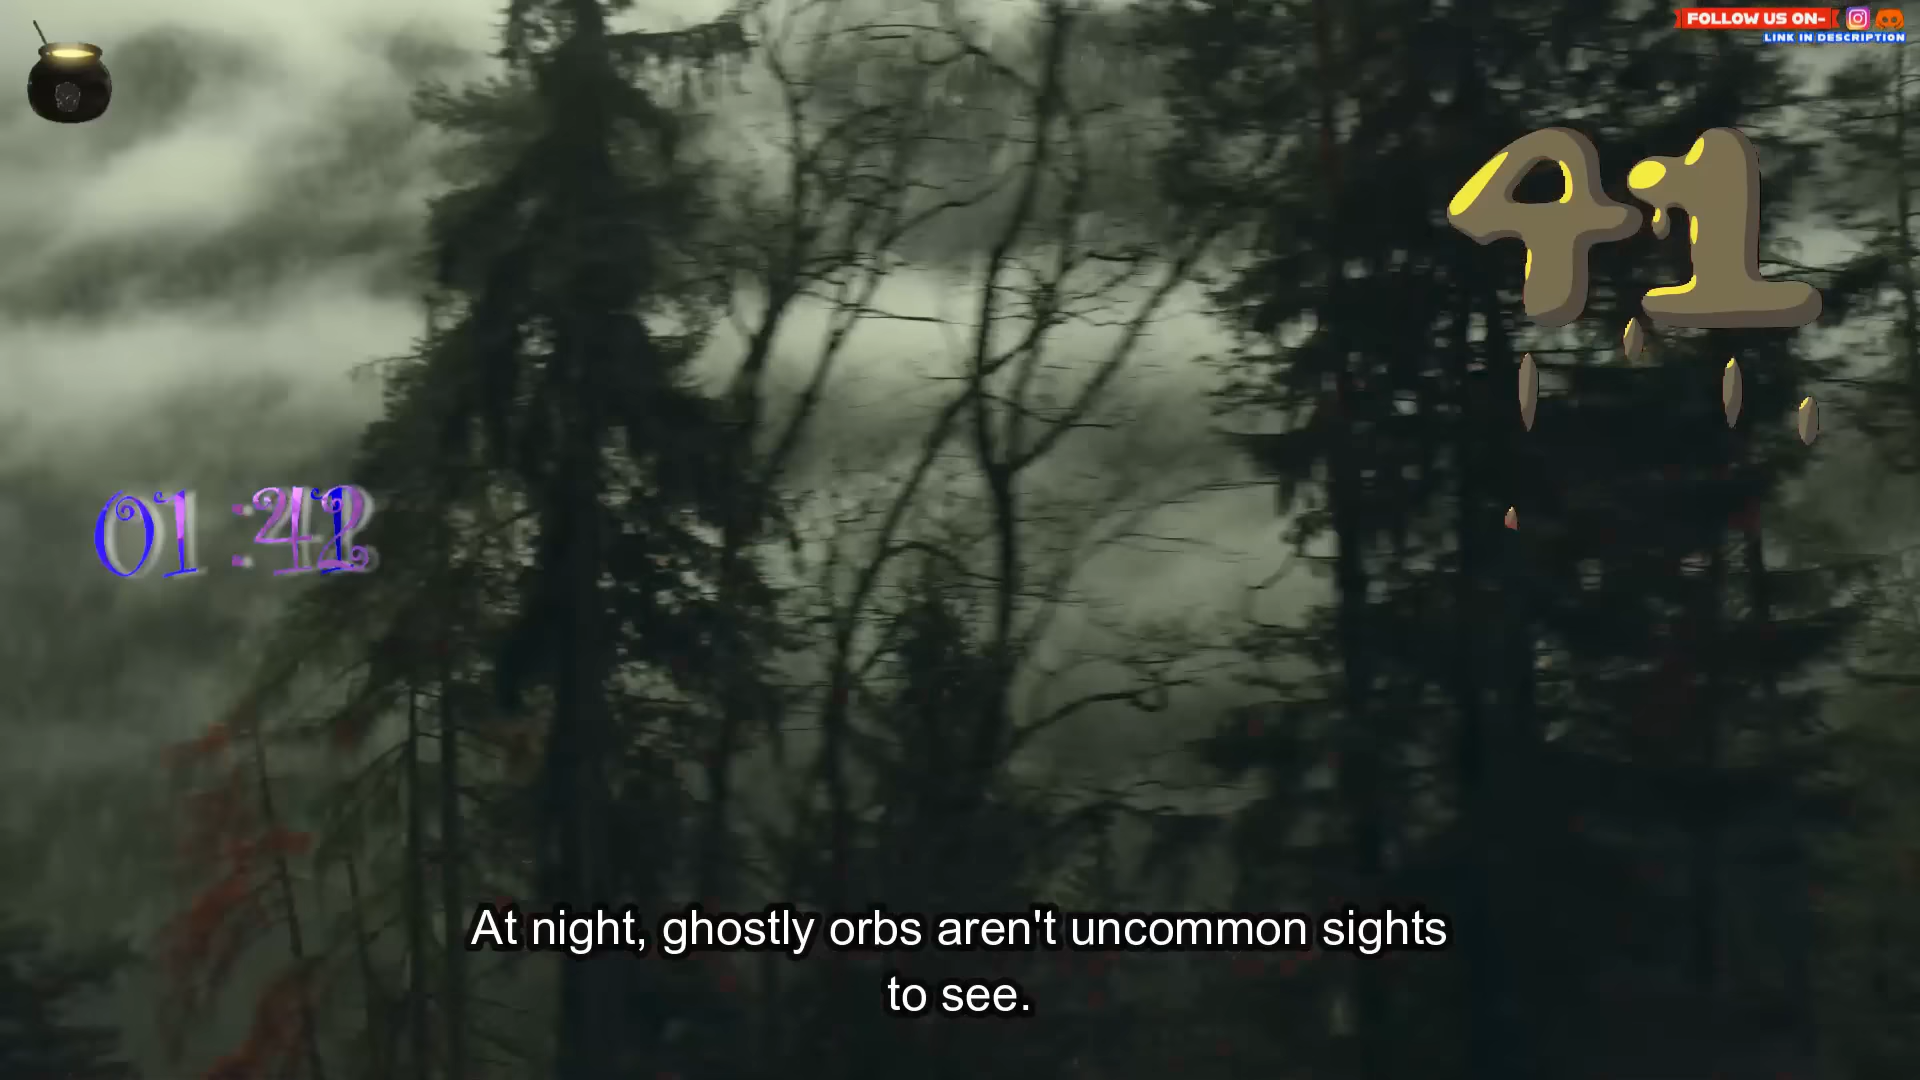 FOLLOW US ON-
LINK IN DESCRIPTION
41
At night, ghostly orbs aren't uncommon sights
to see.